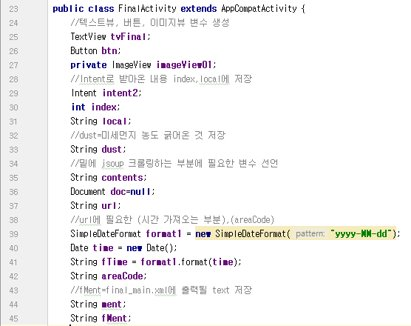 23 public class FinalActivity extends AppCompatActivity {
24 //텍스트뷰, 버튼, 이미지뷰 변수 생성
25 TextView tvFinal;
26 Button btn;
27 private ImageView imageView01;
28 //Intent로 받아온 내용 index,local에 저장
29 Intent intent2;
30 int index;
31 String local;
32 //dust=미세먼지 농도 긁어온 것 저장
33 String dust;
34 //밑에 jsoup 크롤링하는 부분에 필요한 변수 선언
35 String contents;
36 Document doc=null;
37 String url;
38 //url에 필요한 (시간 가져오는 부분),(areaCode)
39 SimpleDateFormat format1 = new SimpleDateFormat( pattern: "yyyy-MM-dd");
40 Date time = new Date();
41 String fTime = format1.format(time);
42 String areaCode;
43 //fMent=final_main.xml에 출력될 text 저장
44 String ment;
45 String fMent;